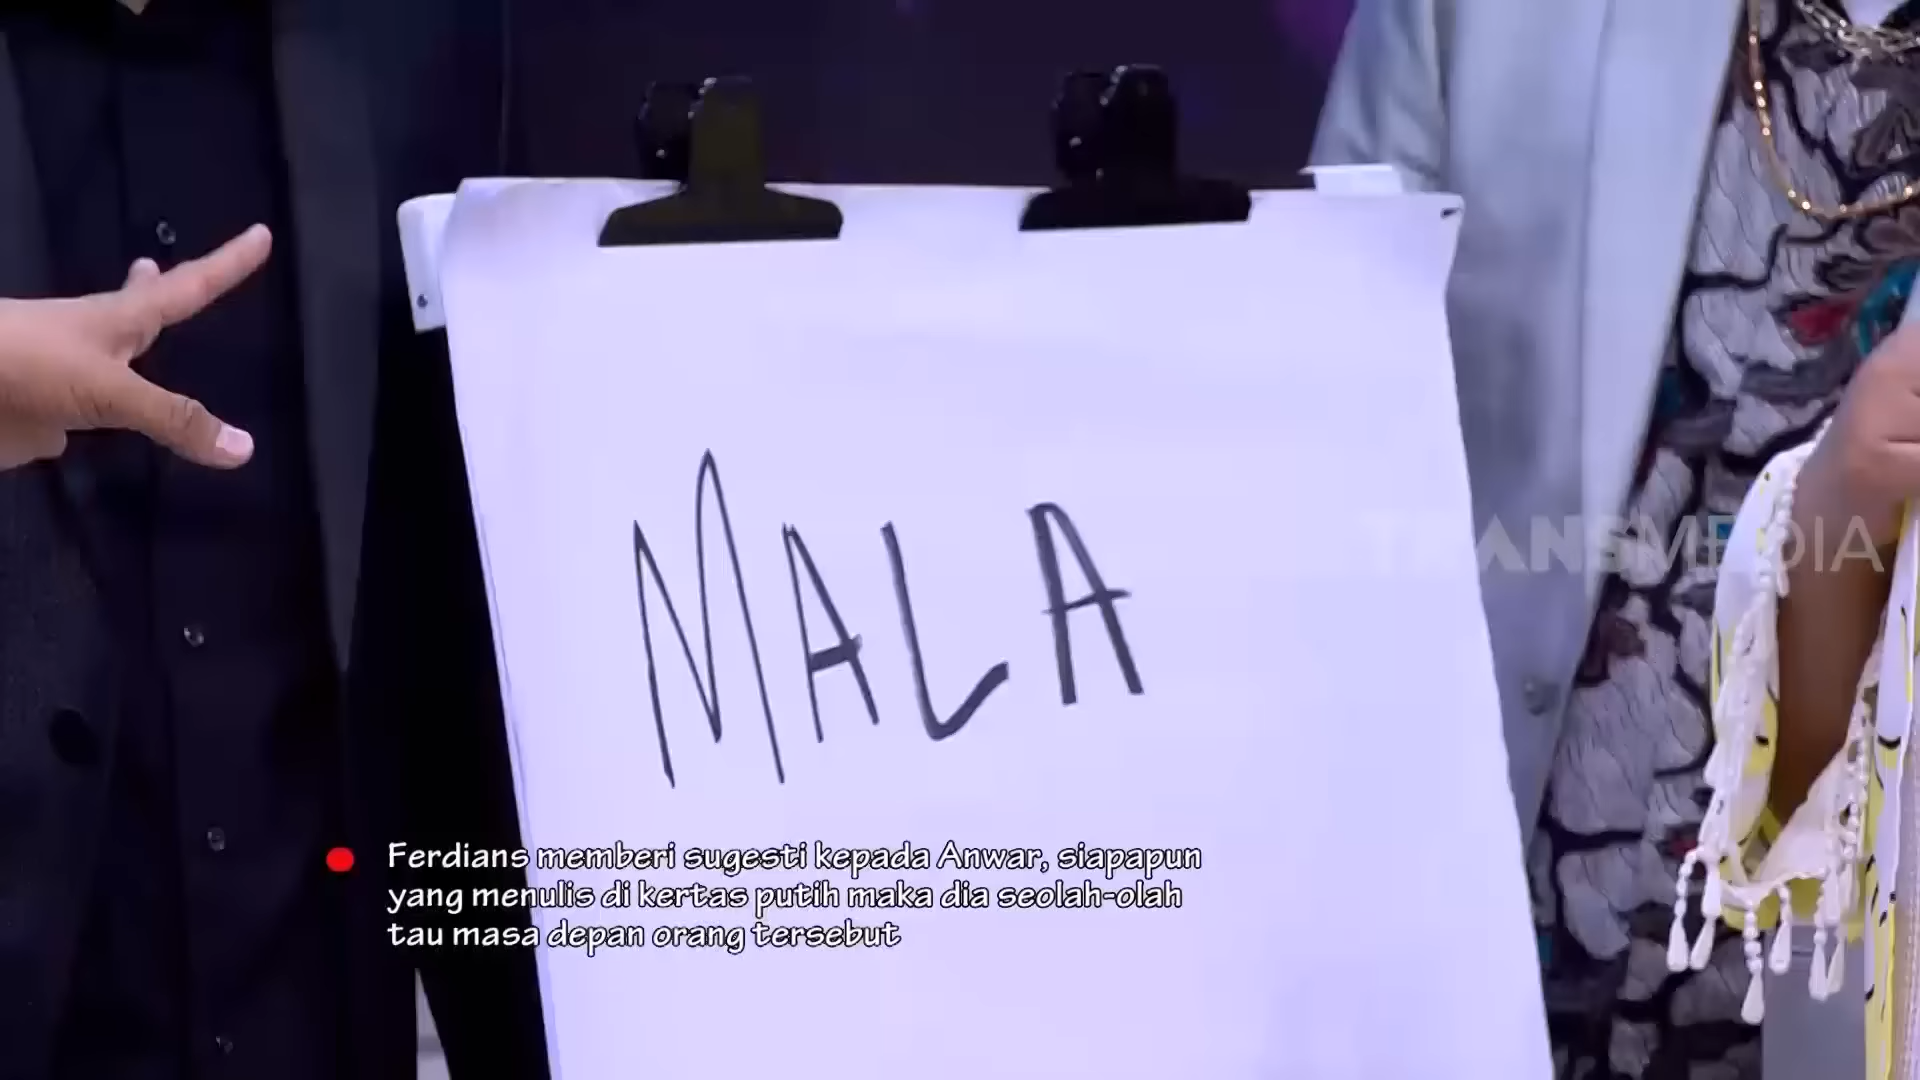 MALA
TRANSMEDIA
Ferdians memberi sugesti kepada Anwar, siapapun
yang menulis di kertas putih maka dia seolah-olah
tau masa depan orang tersebut